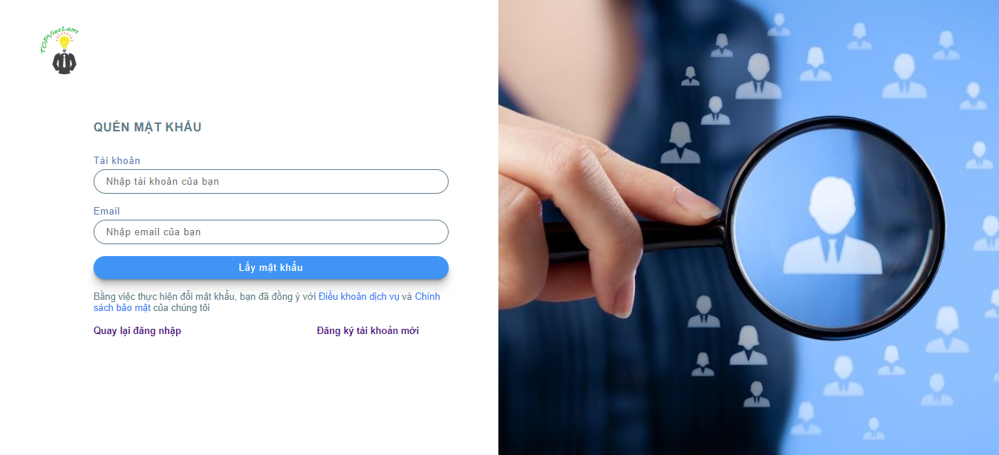 TOPViecLam
QUÊN MẬT KHẨU
Tài khoản
Nhập tài khoản của bạn
Email
Nhập email của bạn
Lấy mật khẩu
Bằng việc thực hiện đổi mật khẩu, bạn đã đồng ý với Điều khoản dịch vụ và Chính
sách bảo mật của chúng tôi
Quay lại đăng nhập
Đăng ký tài khoản mới